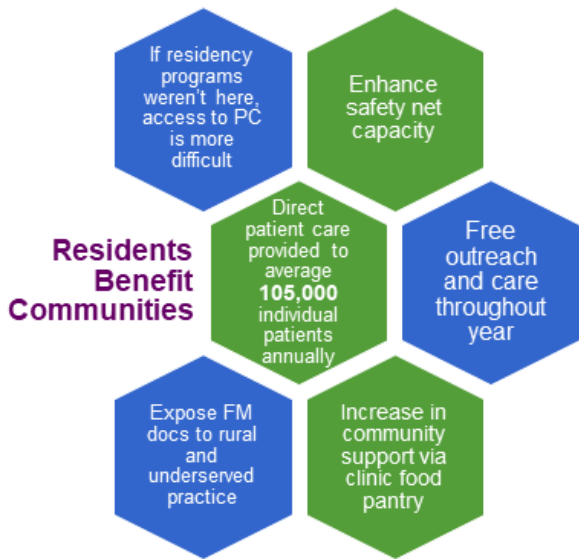 If residency
programs
weren't here,
access to PC
is more
difficult
Enhance
safety net
capacity
Residents
Benefit
Communities
Direct
patient care
provided to
average
105,000
individual
patients
annually
Free
outreach
and care
throughout
year
Expose FM
docs to rural
and
underserved
practice
Increase in
community
support via
clinic food
pantry